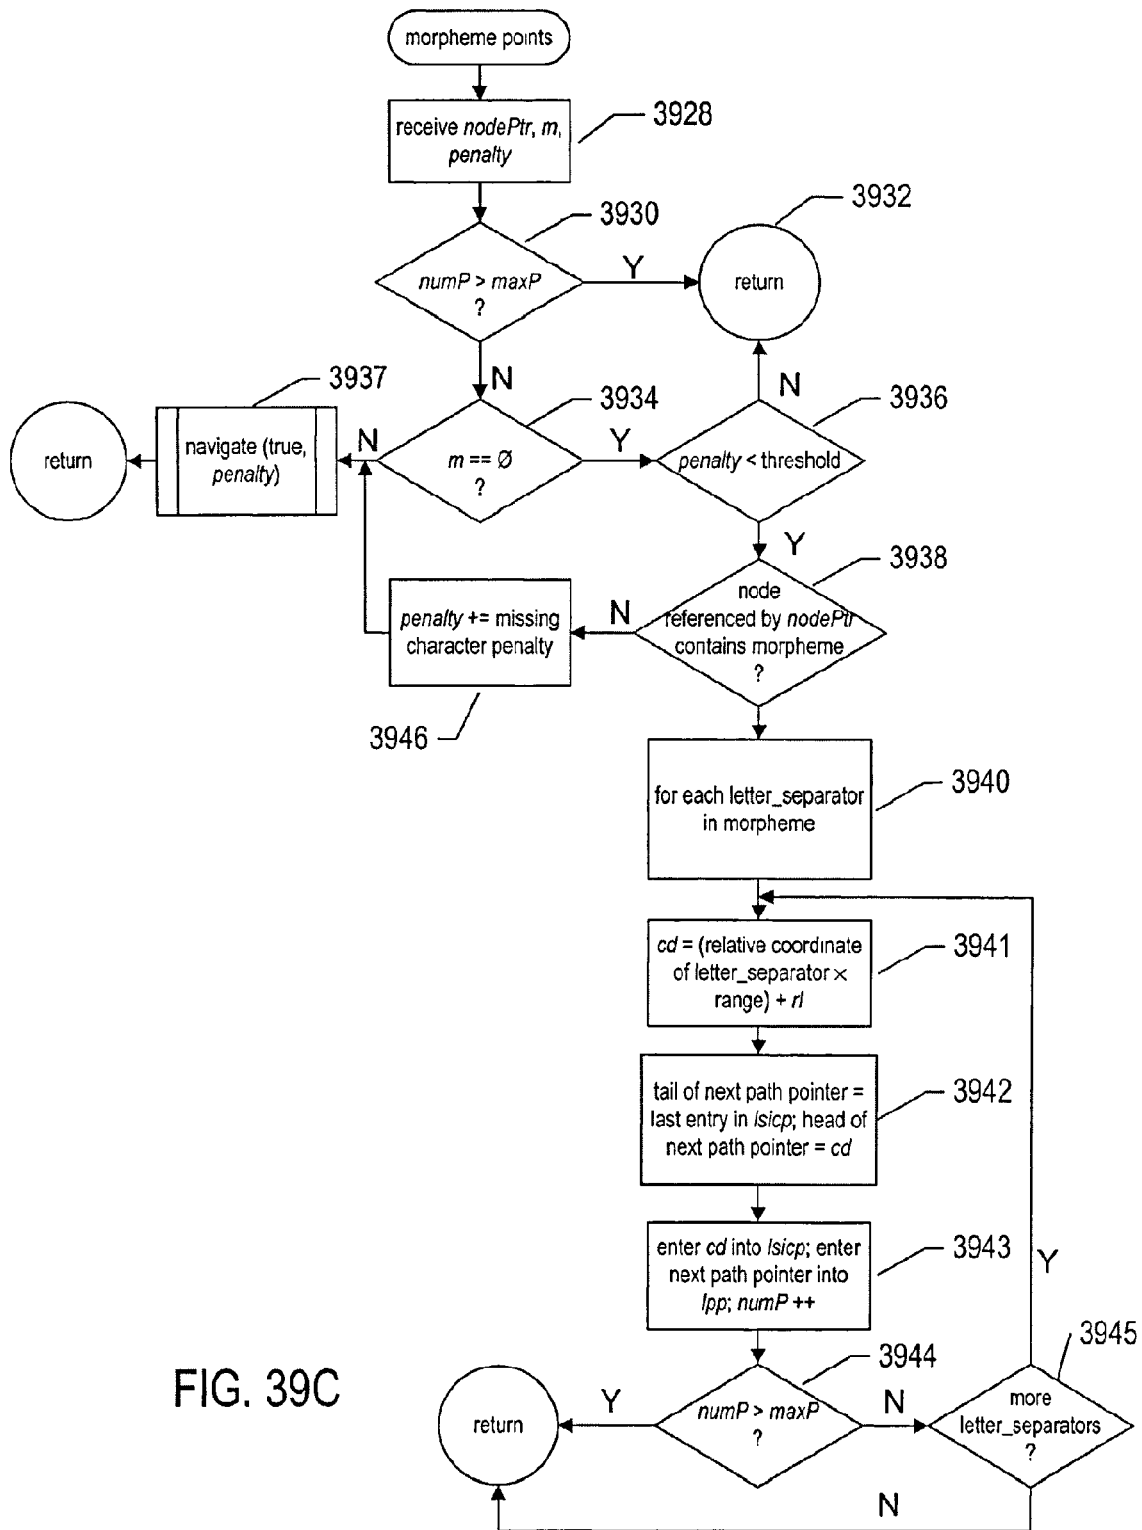 morpheme points
receive nodePtr, m,
penalty
3928
3930
numP > maxP
?
Y
3932
return
N
3937
3934
3936
return
navigate (true,
penalty)
N
m == Ø
?
Y
N
penalty < threshold
Y
3938
penalty += missing
character penalty
N
node
referenced by nodePtr
contains morpheme
?
3946
for each letter_separator
in morpheme
3940
cd = (relative coordinate
of letter_separator ×
range) + rl
3941
tail of next path pointer =
last entry in lsicp; head of
next path pointer = cd
3942
enter cd into lsicp; enter
next path pointer into
lpp; numP ++
3943
Y
3944
3945
FIG. 39C
return
Y
numP > maxP
?
N
more
letter_separators
?
N